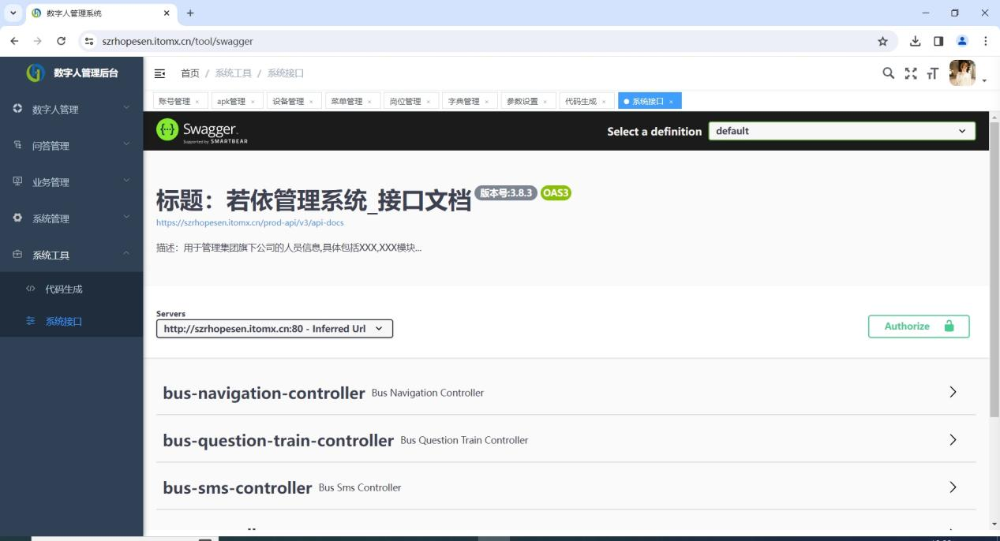 数字人管理系统
szrhopesen.itomx.cn/tool/swagger
数字人管理后台
首页 / 系统工具 / 系统接口
账号管理 × apk管理 × 设备管理 × 菜单管理 × 岗位管理 × 字典管理 × 参数设置 × 代码生成 × 系统接口 ×
数字人管理
问答管理
业务管理
系统管理
系统工具
代码生成
系统接口
Swagger.
Supported by SMARTBEAR
Select a definition default
标题：若依管理系统_接口文档 版本号:3.8.3 OAS3
https://szrhopesen.itomx.cn/prod-api/v3/api-docs
描述：用于管理集团旗下公司的人员信息,具体包括XXX,XXX模块...
Servers
http://szrhopesen.itomx.cn:80 - Inferred Url
Authorize
bus-navigation-controller Bus Navigation Controller
bus-question-train-controller Bus Question Train Controller
bus-sms-controller Bus Sms Controller